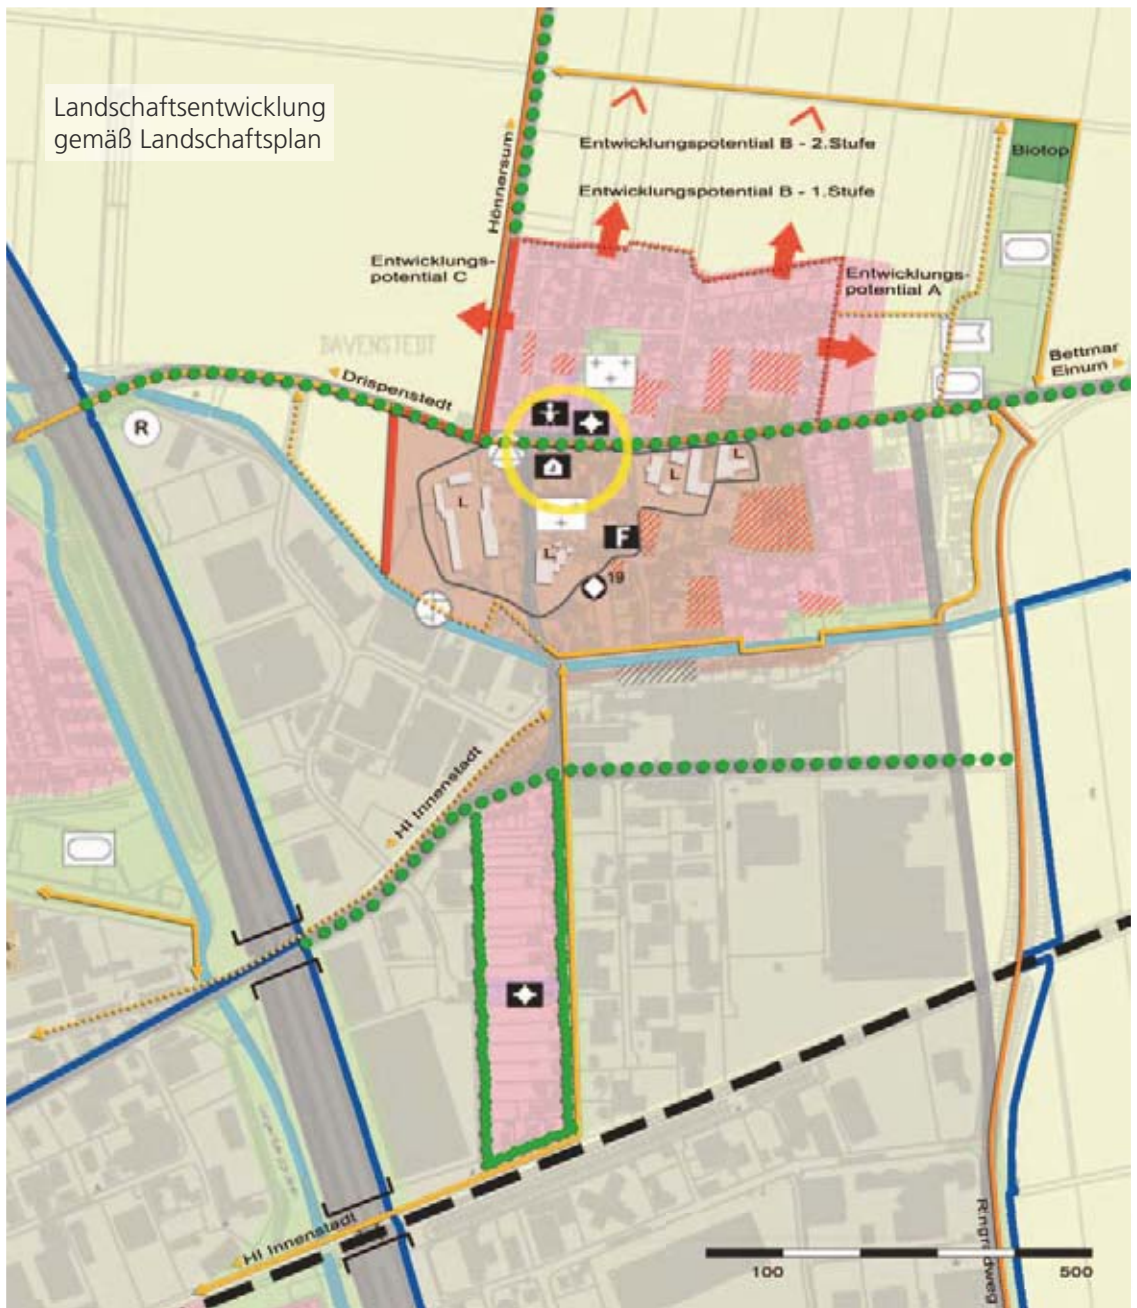 Landschaftsentwicklung
gemäß Landschaftsplan
Hönnersum
Entwicklungspotential B - 2.Stufe
Entwicklungspotential B - 1.Stufe
Biotop
Entwicklungs-
potential C
Entwicklungs-
potential A
BAVENSTEDT
Drispenstedt
Bettmar
Einum
R
L
L
L
L
F
19
HI Innenstadt
HI Innenstadt
Ringradweg
100
500